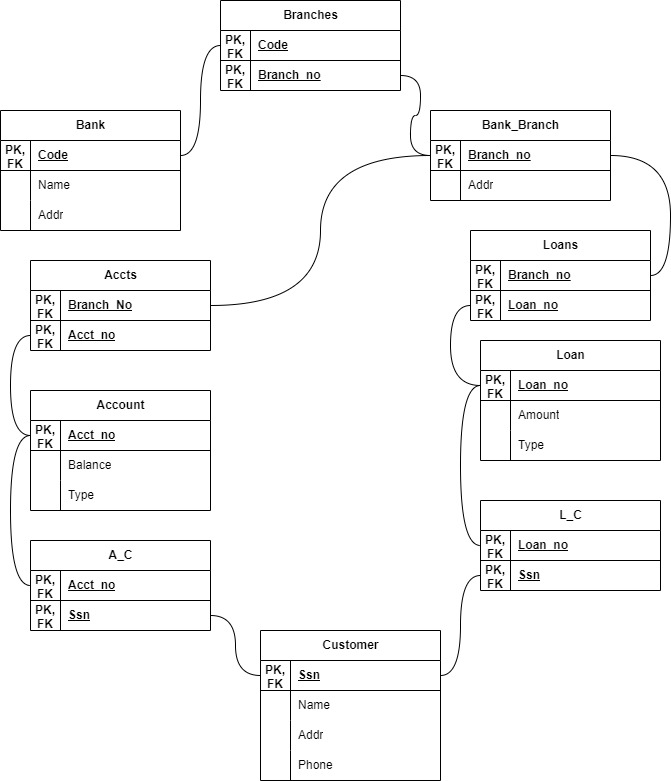 Branches
PK,
FK
Code
PK,
FK
Branch_no
Bank
PK,
FK
Code
Name
Addr
Bank_Branch
PK,
FK
Branch_no
Addr
Loans
PK,
FK
Branch_no
PK,
FK
Loan_no
Accts
PK,
FK
Branch_No
PK,
FK
Acct_no
Loan
PK,
FK
Loan_no
Amount
Type
Account
PK,
FK
Acct_no
Balance
Type
L_C
PK,
FK
Loan_no
PK,
FK
Ssn
A_C
PK,
FK
Acct_no
PK,
FK
Ssn
Customer
PK,
FK
Ssn
Name
Addr
Phone